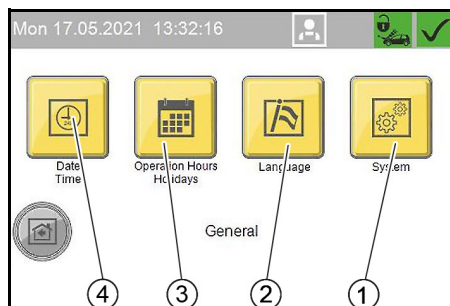 Mon 17.05.2021 13:32:16
24h
Date
Time
Operation Hours
Holidays
Language
System
General
4
3
2
1